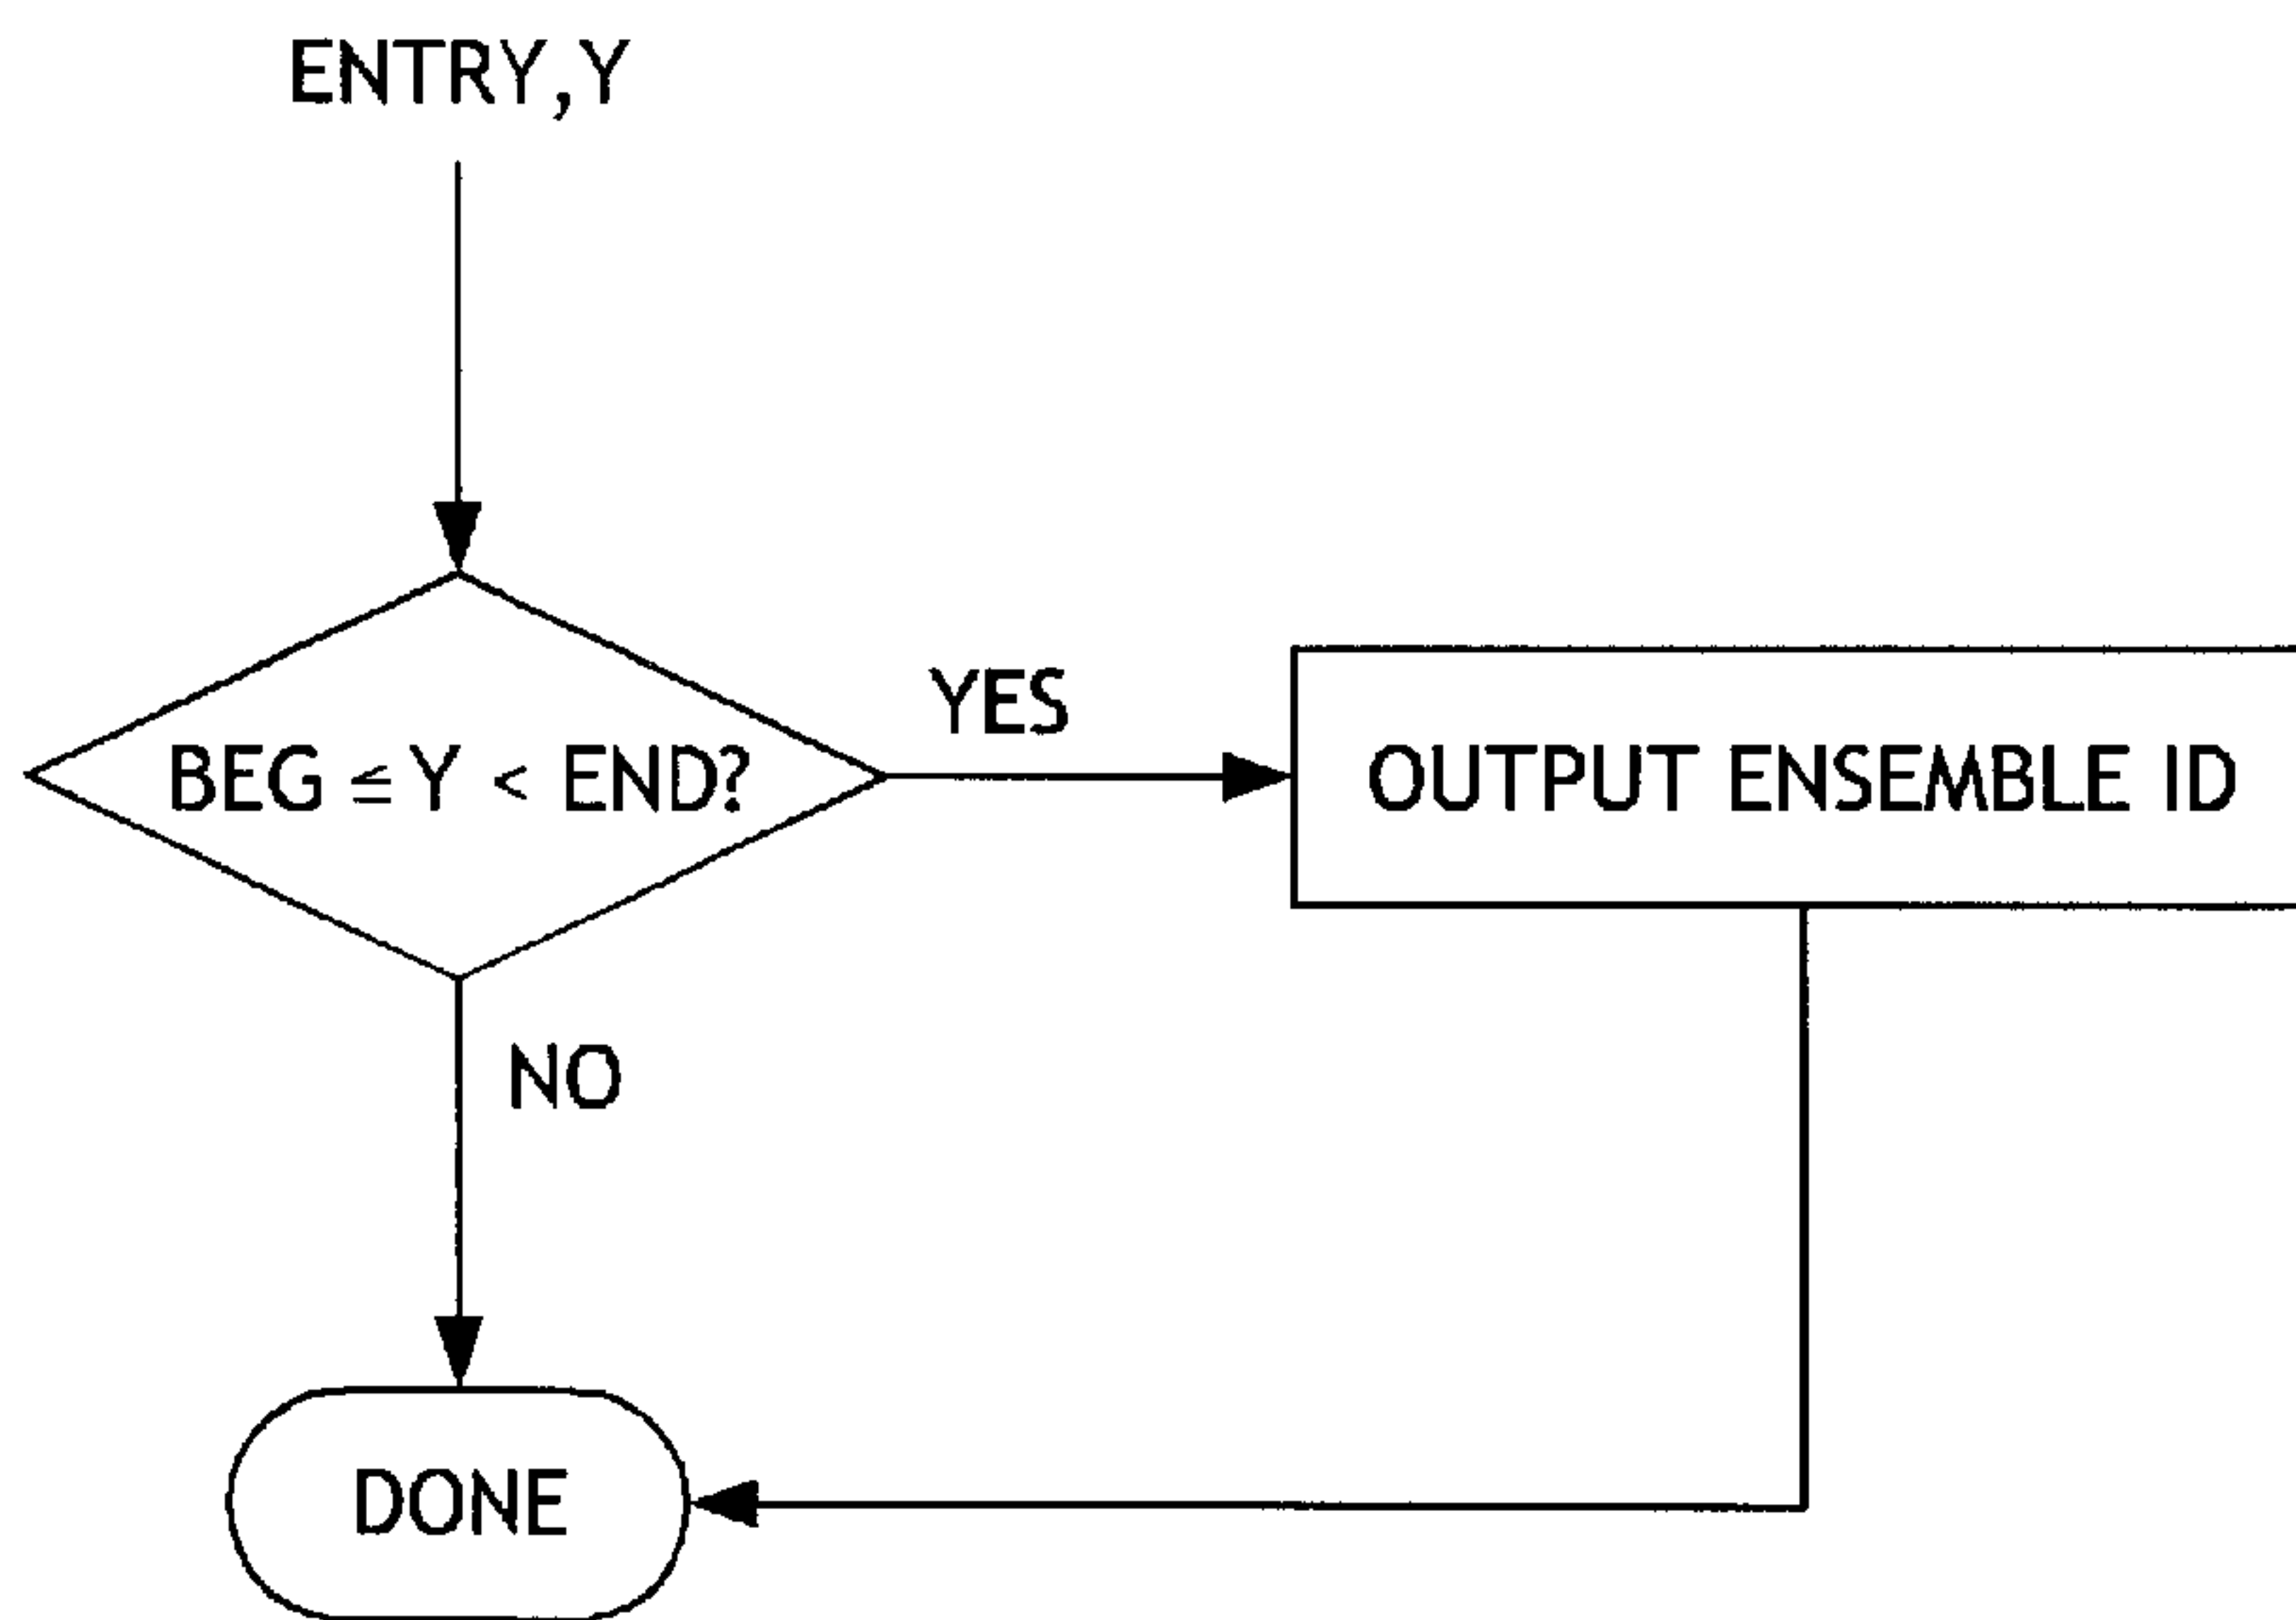 ENTRY,Y
BEG ≤ Y < END?
YES
OUTPUT ENSEMBLE ID
NO
DONE